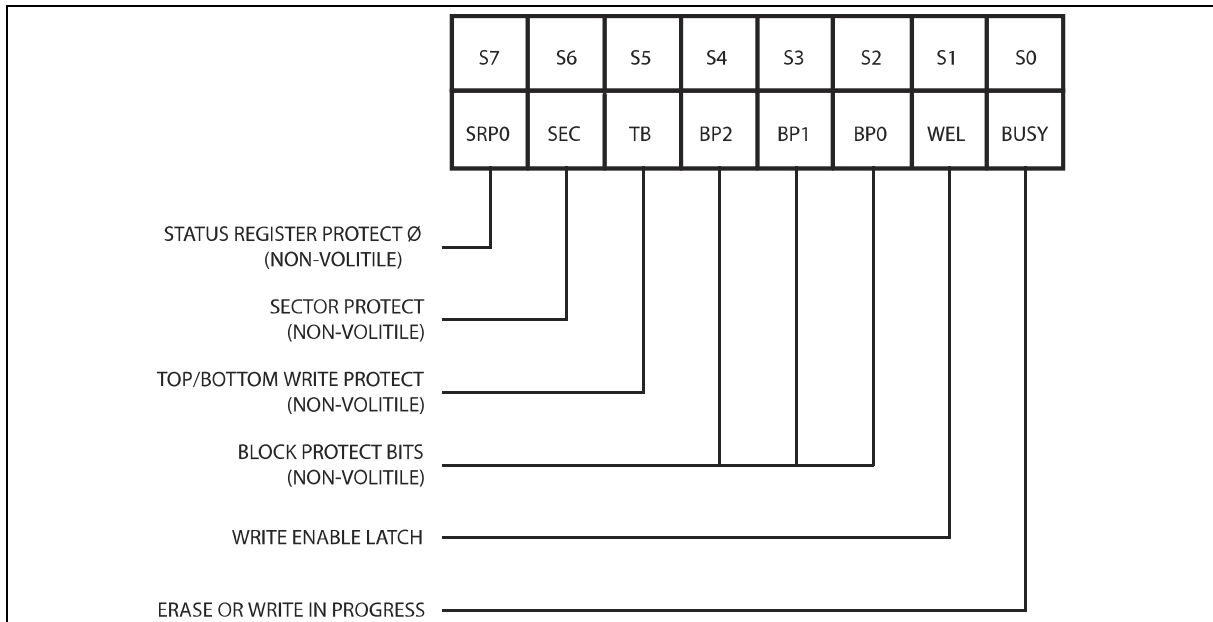 S7 S6 S5 S4 S3 S2 S1 S0
SRP0 SEC TB BP2 BP1 BP0 WEL BUSY
STATUS REGISTER PROTECT Ø
(NON-VOLITILE)
SECTOR PROTECT
(NON-VOLITILE)
TOP/BOTTOM WRITE PROTECT
(NON-VOLITILE)
BLOCK PROTECT BITS
(NON-VOLITILE)
WRITE ENABLE LATCH
ERASE OR WRITE IN PROGRESS